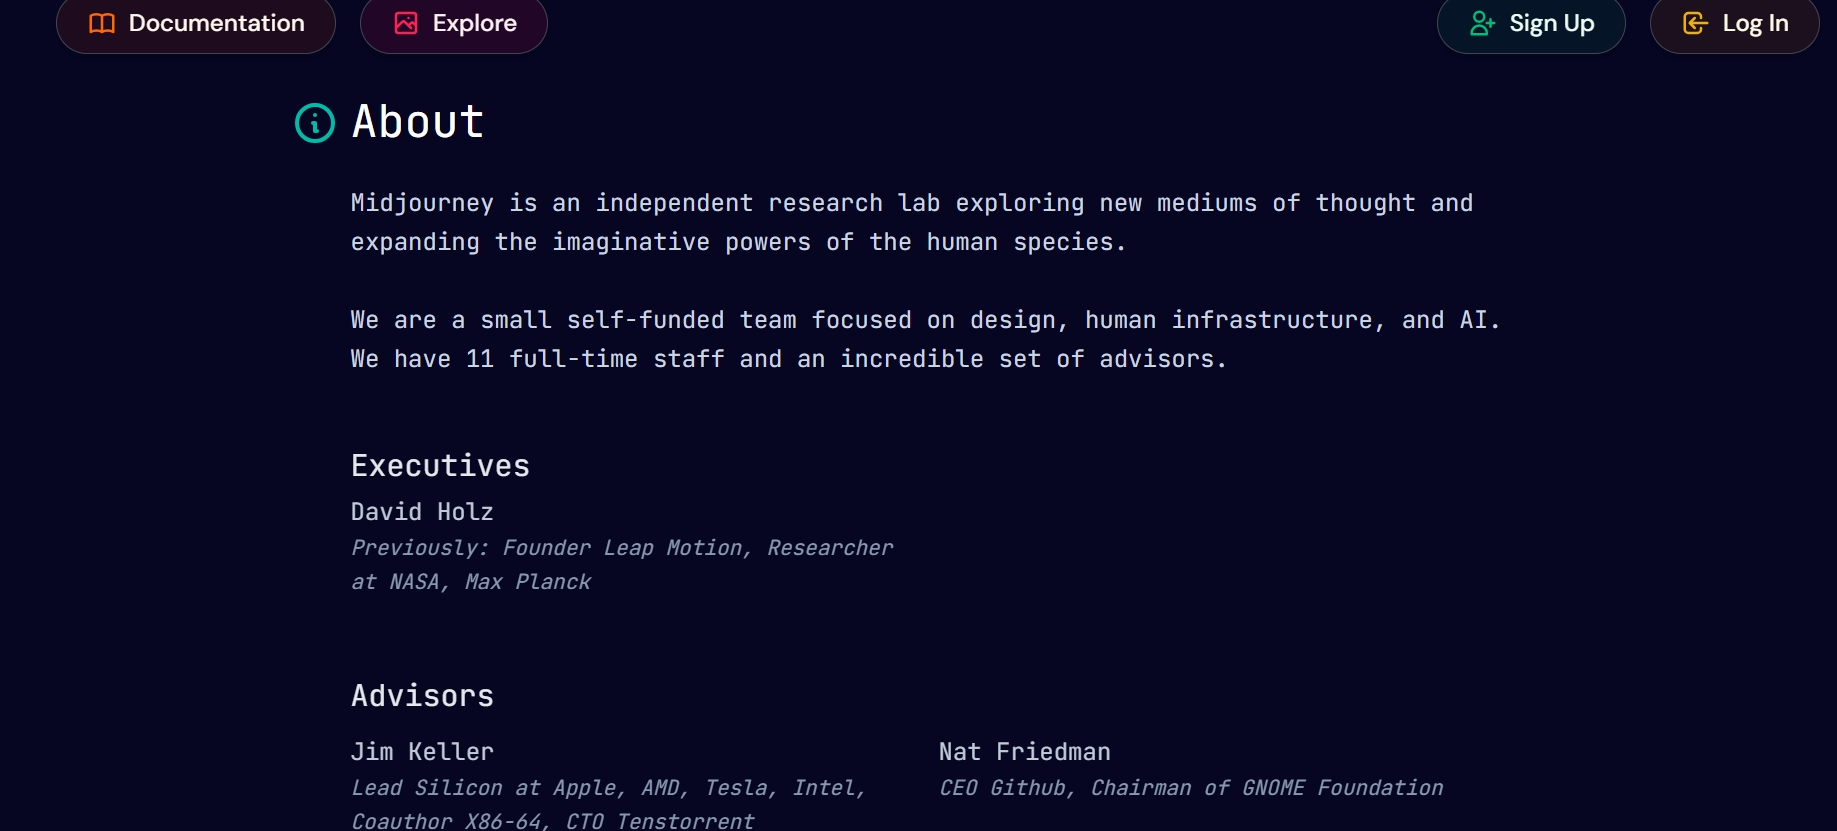 Documentation
Explore
Sign Up
Log In
About
Midjourney is an independent research lab exploring new mediums of thought and
expanding the imaginative powers of the human species.
We are a small self-funded team focused on design, human infrastructure, and AI.
We have 11 full-time staff and an incredible set of advisors.
Executives
David Holz
Previously: Founder Leap Motion, Researcher
at NASA, Max Planck
Advisors
Jim Keller
Lead Silicon at Apple, AMD, Tesla, Intel,
Coauthor X86-64, CTO Tenstorrent
Nat Friedman
CEO Github, Chairman of GNOME Foundation